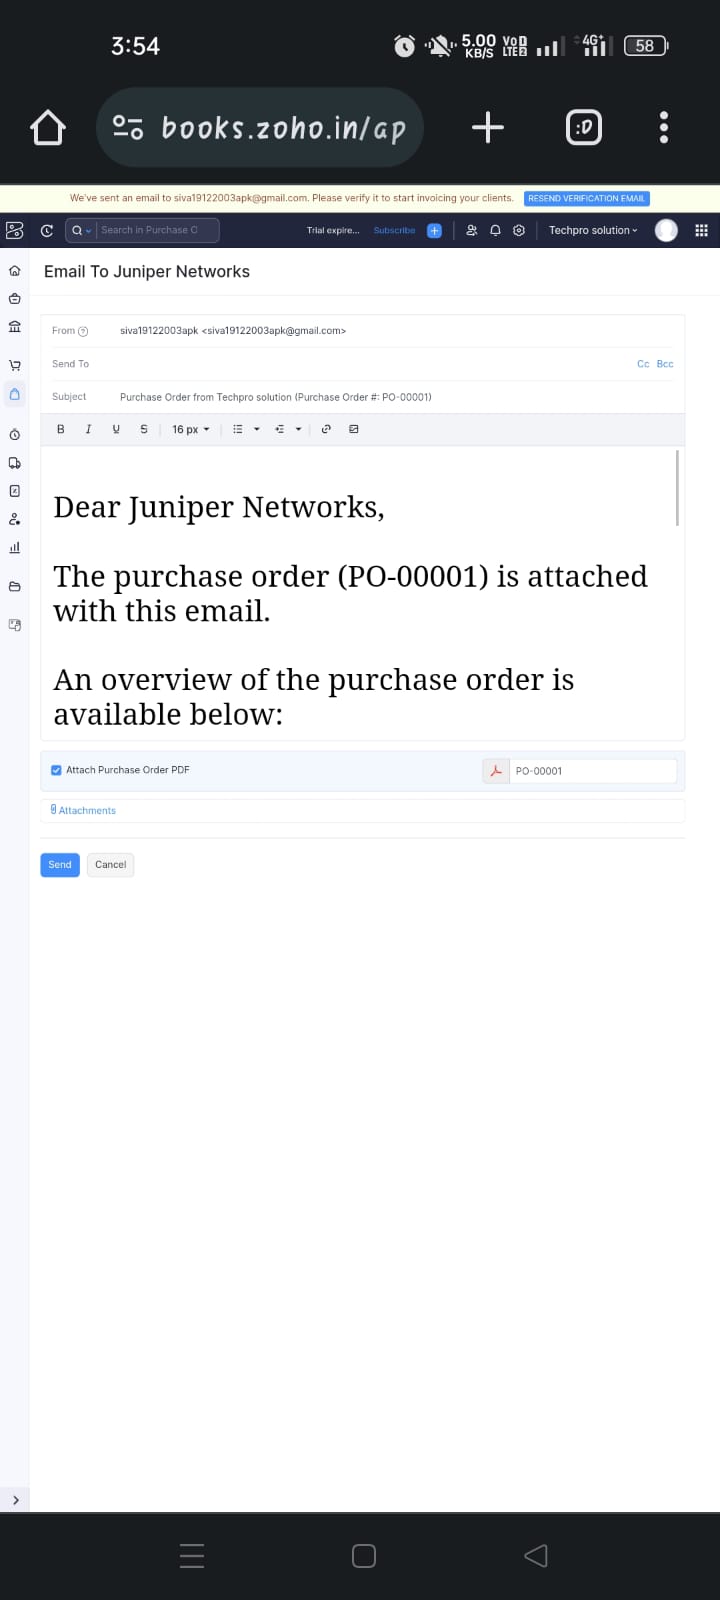 3:54
5.00 KB/S
VoD LTE2
4G+
58
books.zoho.in/ap
:D
We've sent an email to siva19122003apk@gmail.com. Please verify it to start invoicing your clients.
RESEND VERIFICATION EMAIL
Search in Purchase O
Trial expire...
Subscribe
Techpro solution
Email To Juniper Networks
From
siva19122003apk <siva19122003apk@gmail.com>
Send To
Cc Bcc
Subject
Purchase Order from Techpro solution (Purchase Order #: PO-00001)
B I U S 16 px
Dear Juniper Networks,
The purchase order (PO-00001) is attached
with this email.
An overview of the purchase order is
available below:
Attach Purchase Order PDF
PO-00001
Attachments
Send
Cancel